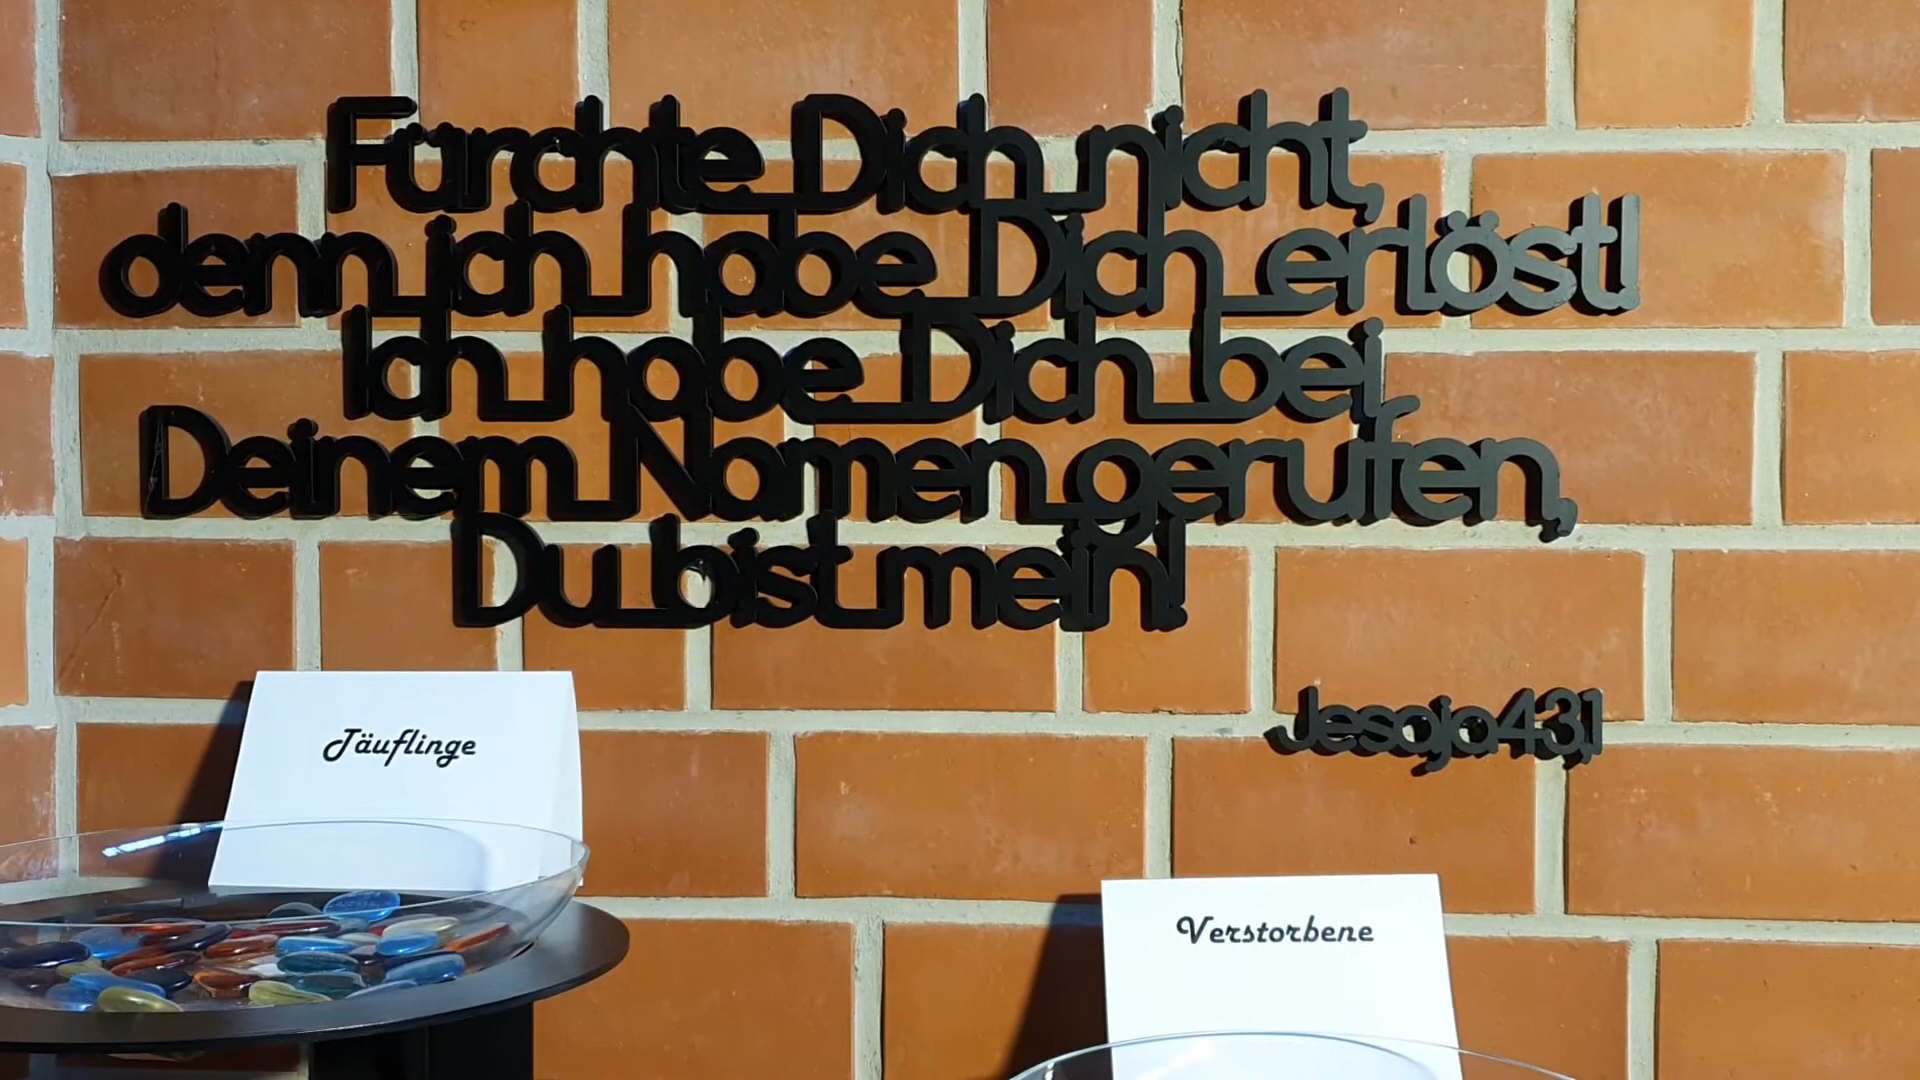 Fürchte Dich nicht,
denn ich habe Dich erlöst!
Ich habe Dich bei
Deinem Namen gerufen,
Du bist mein!
Jesaja 43,1
Täuflinge
Verstorbene